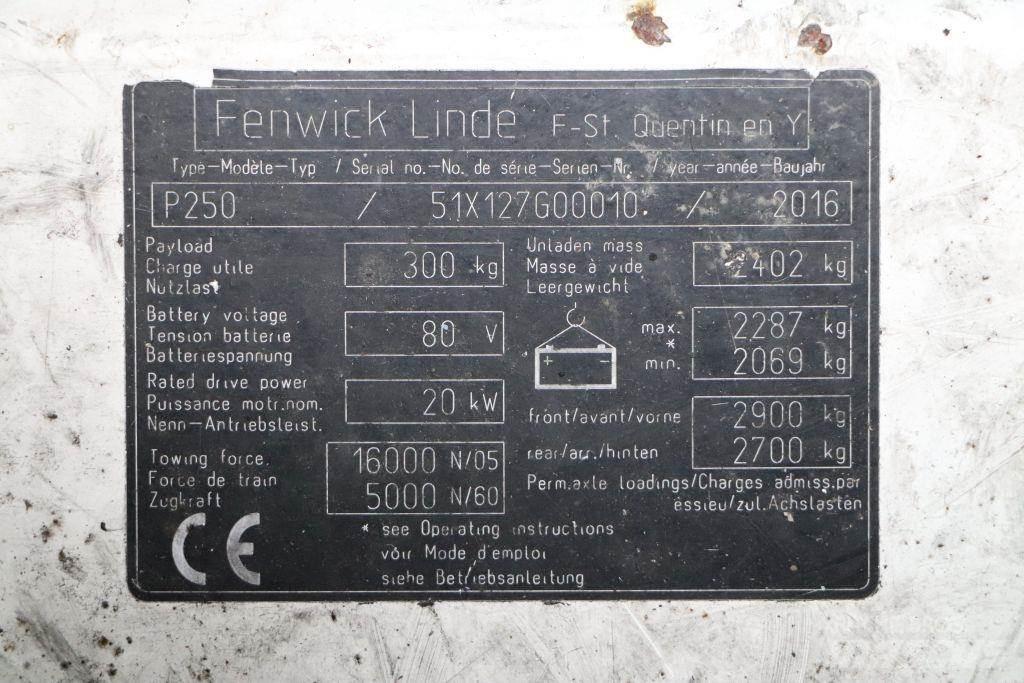 Fenwick Linde F-St. Quentin en Y
Type-Modèle-Typ / Serial no.-No. de série-Serien-Nr. / year-année-Baujahr
P250 / 51X127G00010 / 2016
Payload
Charge utile
Nutzlast
300 kg
Unladen mass
Masse à vide
Leergewicht
2402 kg
Battery voltage
Tension batterie
Batteriespannung
80 V
max. 2287 kg
*
min. 2069 kg
+ −
Rated drive power
Puissance motr.nom.
Nenn-Antriebsleist.
20 kW
front/avant/vorne 2900 kg
rear/arr./hinten 2700 kg
Towing force.
Force de train
Zugkraft
16000 N/05
5000 N/60
Perm.axle loadings/Charges admiss.par
essieu/zul.Achslasten
CE
* see Operating instructions
voir Mode d'emploi
siehe Betriebsanleitung